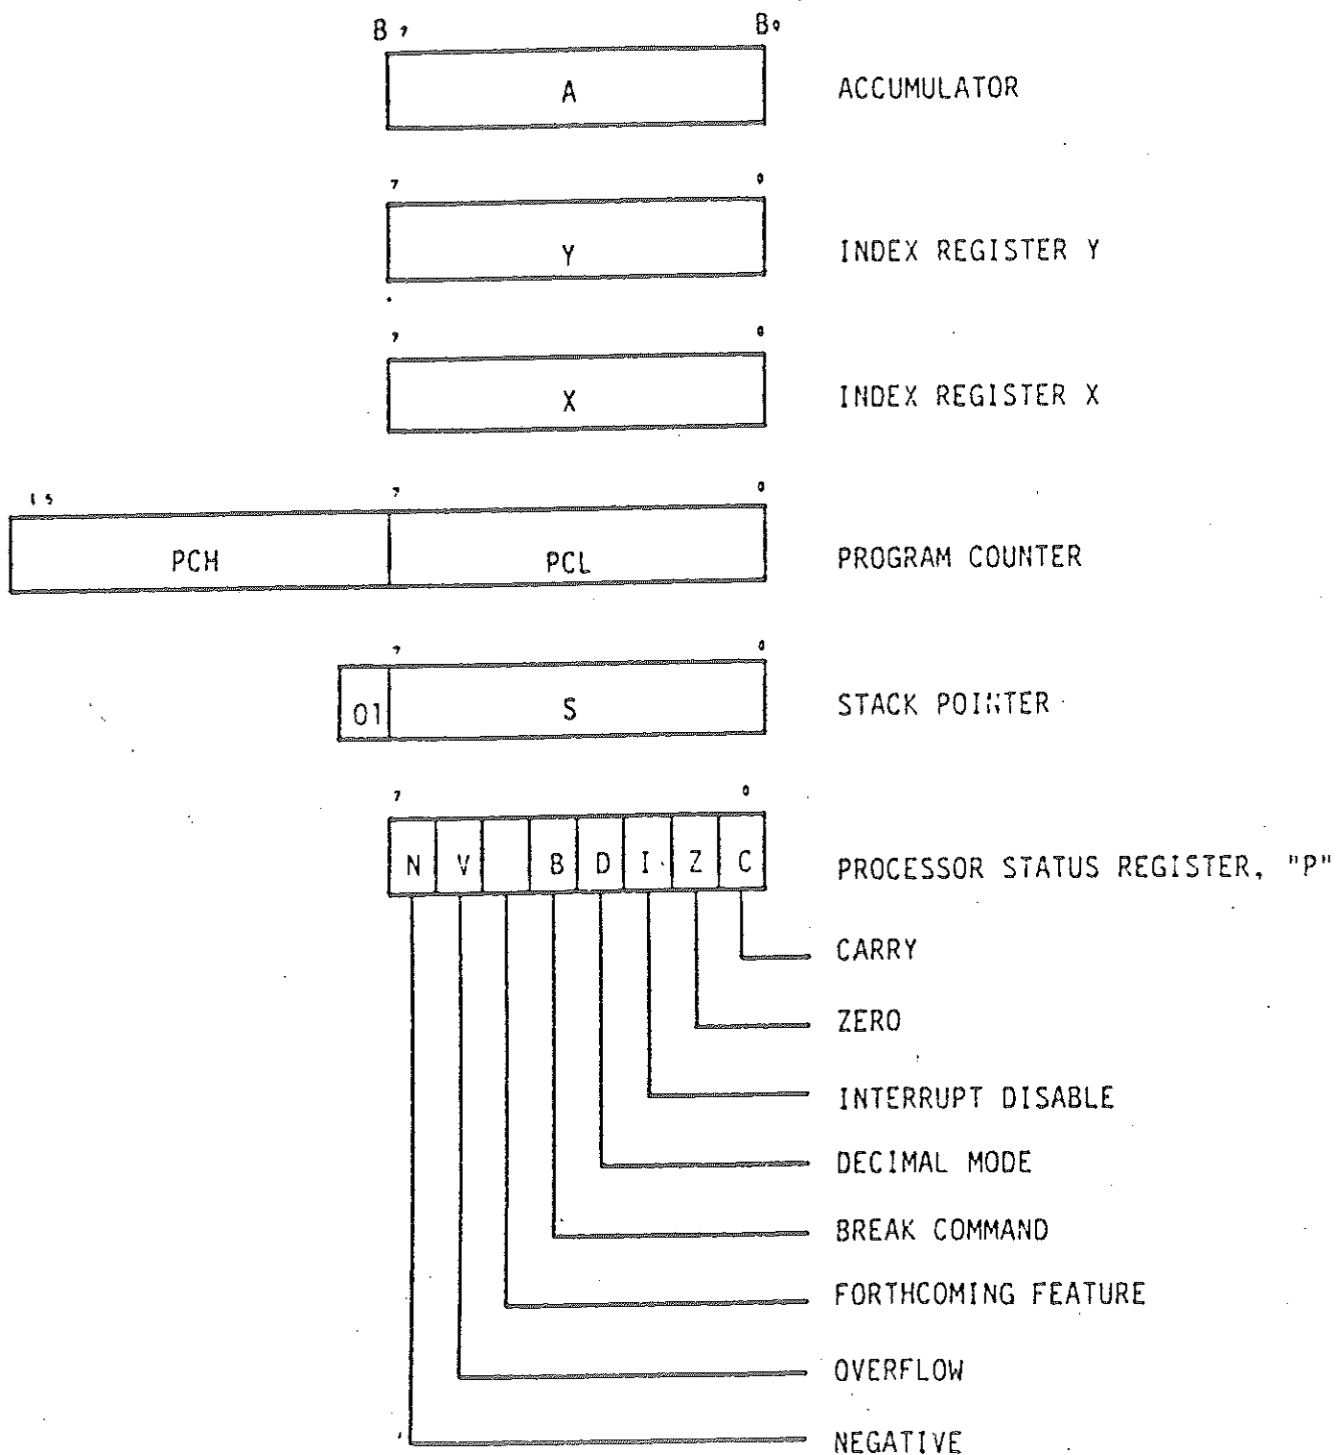 B7 B0
A ACCUMULATOR
7 0
Y INDEX REGISTER Y
7 0
X INDEX REGISTER X
15 7 0
PCH PCL PROGRAM COUNTER
7 0
01 S STACK POINTER
7 0
N V B D I Z C PROCESSOR STATUS REGISTER, "P"
CARRY
ZERO
INTERRUPT DISABLE
DECIMAL MODE
BREAK COMMAND
FORTHCOMING FEATURE
OVERFLOW
NEGATIVE